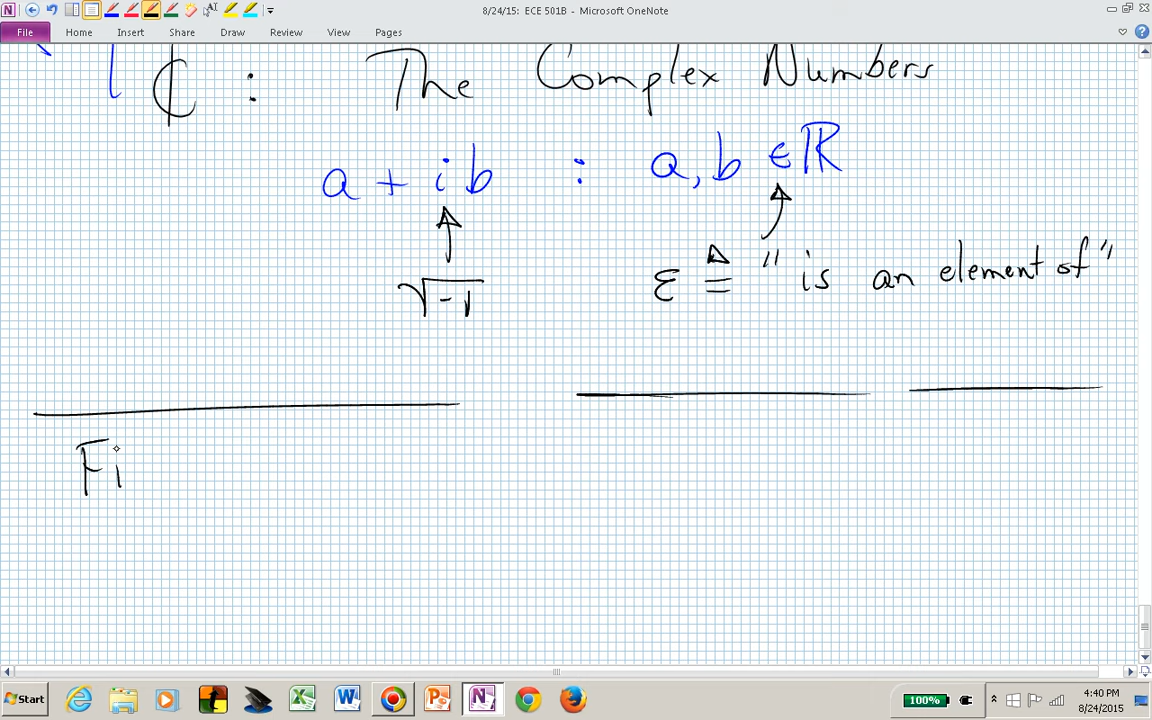 8/24/15: ECE 501B - Microsoft OneNote
File Home Insert Share Draw Review View Pages
ℂ : The Complex Numbers
a + i b : a, b ∈ ℝ
√-1 ε ≜ " is an element of "
Fi
Start 100% 4:40 PM
8/24/2015